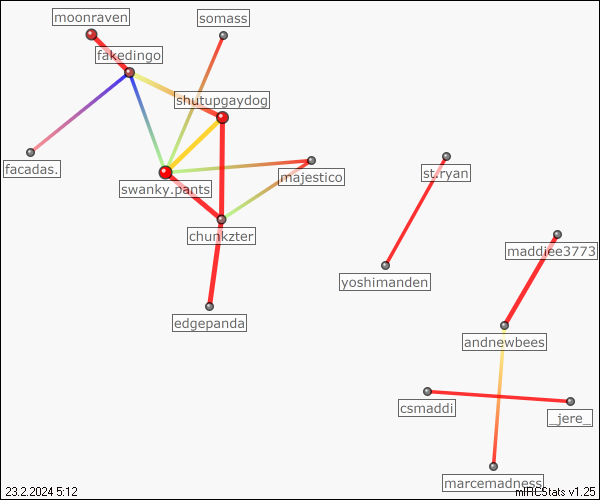 moonraven
somass
fakedingo
shutupgaydog
facadas.
swanky.pants
majestico
st.ryan
chunkzter
maddiee3773
yoshimanden
edgepanda
andnewbees
csmaddi
_jere_
marcemadness
23.2.2024 5:12
mIRCStats v1.25